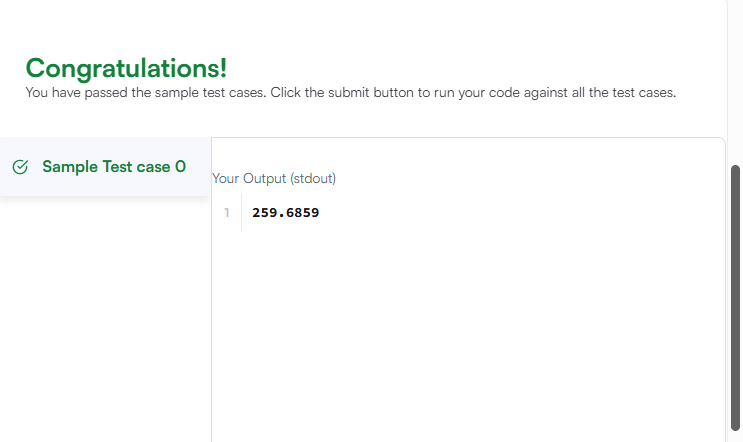 Congratulations!
You have passed the sample test cases. Click the submit button to run your code against all the test cases.
Sample Test case 0
Your Output (stdout)
1 259.6859